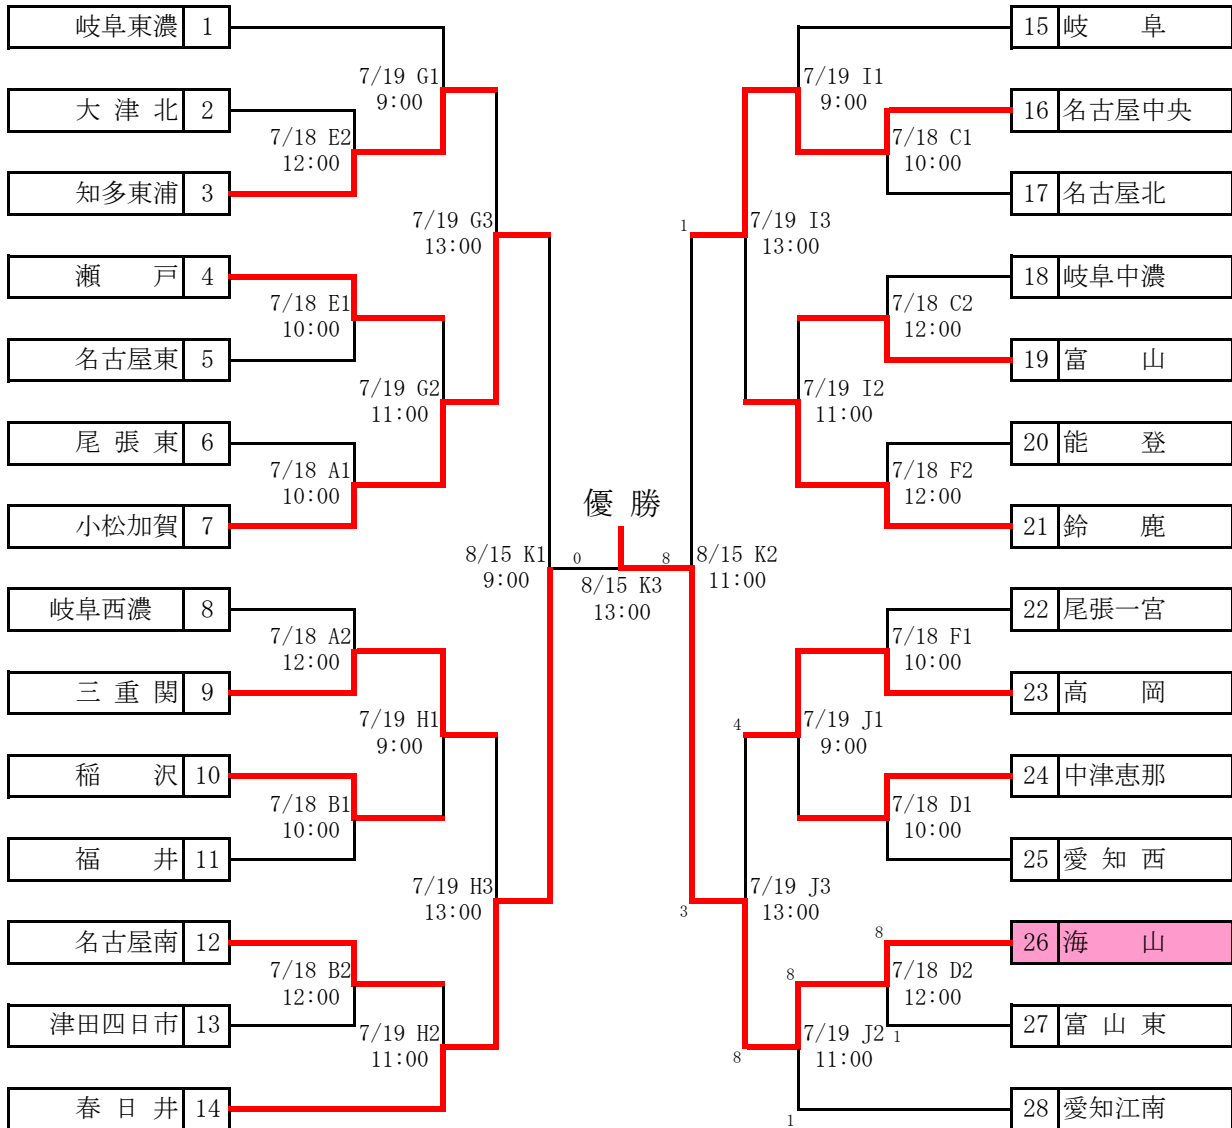 岐阜東濃 1
7/19 G1
9:00
大 津 北 2
7/18 E2
12:00
知多東浦 3
7/19 G3
13:00
瀬　　戸 4
7/18 E1
10:00
名古屋東 5
7/19 G2
11:00
尾 張 東 6
7/18 A1
10:00
小松加賀 7
8/15 K1
9:00
岐阜西濃 8
7/18 A2
12:00
三 重 関 9
7/19 H1
9:00
稲　　沢 10
7/18 B1
10:00
福　　井 11
7/19 H3
13:00
名古屋南 12
7/18 B2
12:00
津田四日市 13
7/19 H2
11:00
春 日 井 14
優 勝
0
8
8/15 K3
13:00
15 岐　　阜
7/19 I1
9:00
16 名古屋中央
7/18 C1
10:00
17 名古屋北
1
7/19 I3
13:00
18 岐阜中濃
7/18 C2
12:00
19 富　　山
7/19 I2
11:00
20 能　　登
7/18 F2
12:00
21 鈴　　鹿
8/15 K2
11:00
22 尾張一宮
7/18 F1
10:00
23 高　　岡
4
7/19 J1
9:00
24 中津恵那
7/18 D1
10:00
25 愛 知 西
3
7/19 J3
13:00
8
26 海　　山
8
7/18 D2
12:00
1
27 富 山 東
8
7/19 J2
11:00
1
28 愛知江南